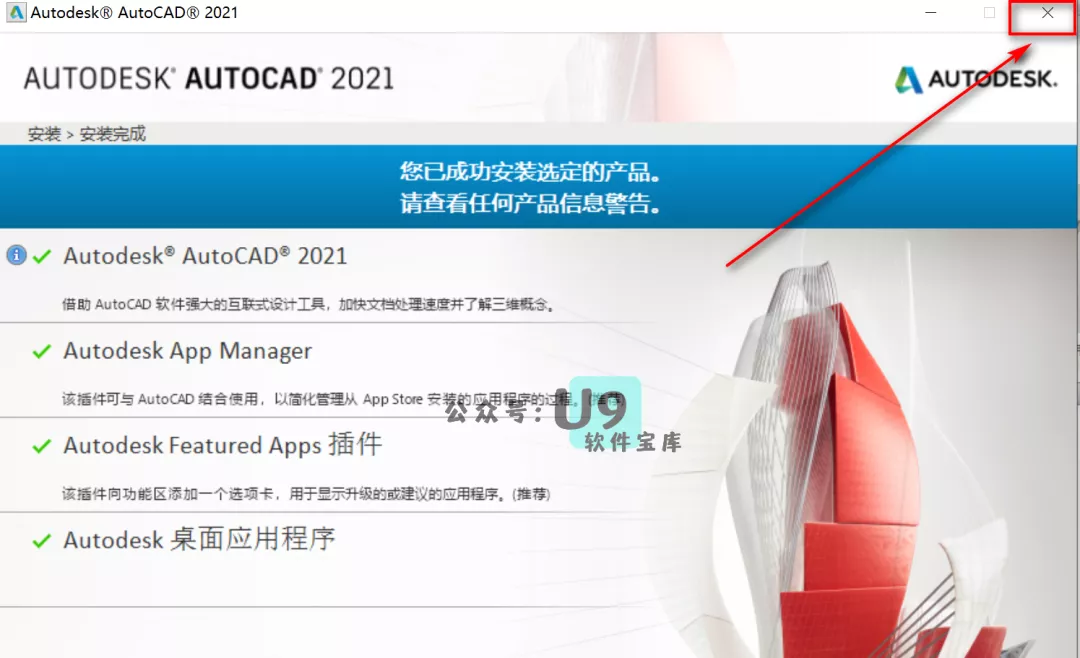 Autodesk® AutoCAD® 2021
AUTODESK® AUTOCAD® 2021
AUTODESK.
安装 > 安装完成
您已成功安装选定的产品。
请查看任何产品信息警告。
Autodesk® AutoCAD® 2021
借助 AutoCAD 软件强大的互联式设计工具，加快文档处理速度并了解三维概念。
Autodesk App Manager
该插件可与 AutoCAD 结合使用，以简化管理从 App Store 安装的应用程序的过程。(推荐)
公众号：U9
软件宝库
Autodesk Featured Apps 插件
该插件向功能区添加一个选项卡，用于显示升级的或建议的应用程序。(推荐)
Autodesk 桌面应用程序